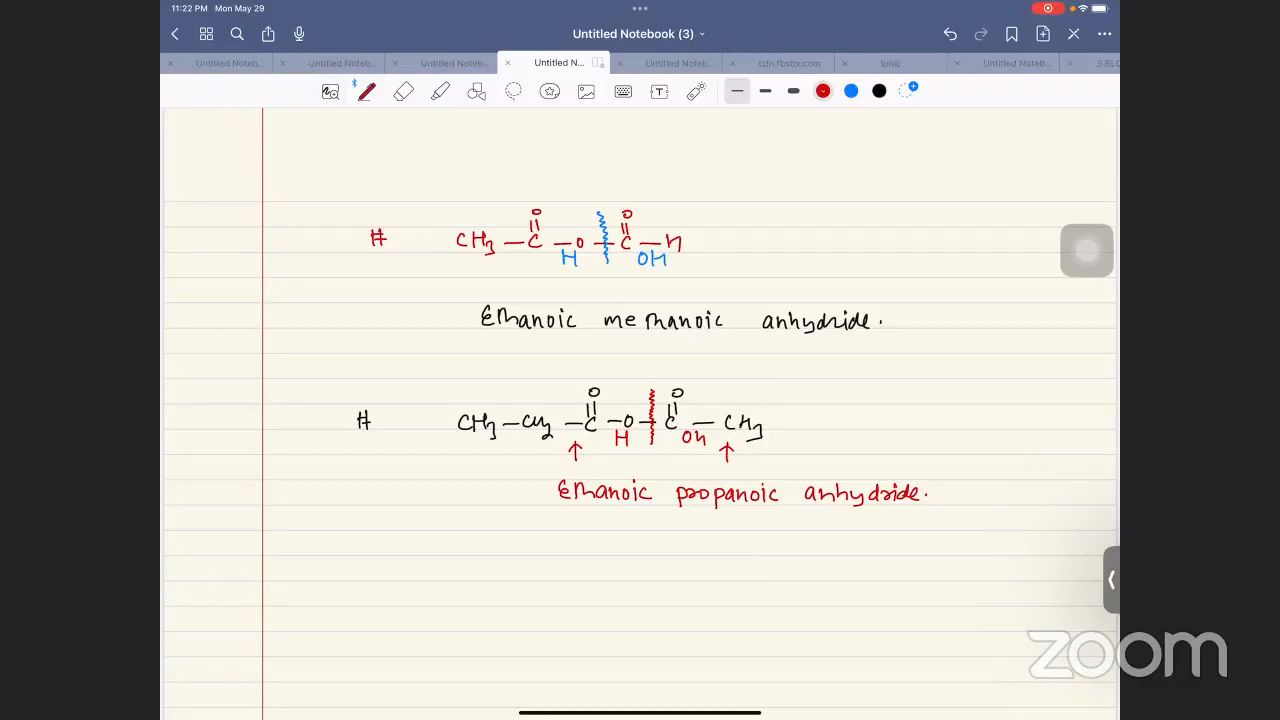 11:22 PM Mon May 29
Untitled Notebook (3)
Untitled Noteb... Untitled Noteb... Untitled Noteb... Untitled N... Untitled Noteb... cdn.fbsbx.com Ionic Untitled Noteb... S BLO
# CH3 — C — O — C — H
O O
H OH
Ethanoic methanoic anhydride.
O O
# CH3 — CH2 — C — O — C — CH3
H OH
↑ ↑
Ethanoic propanoic anhydride.
zoom